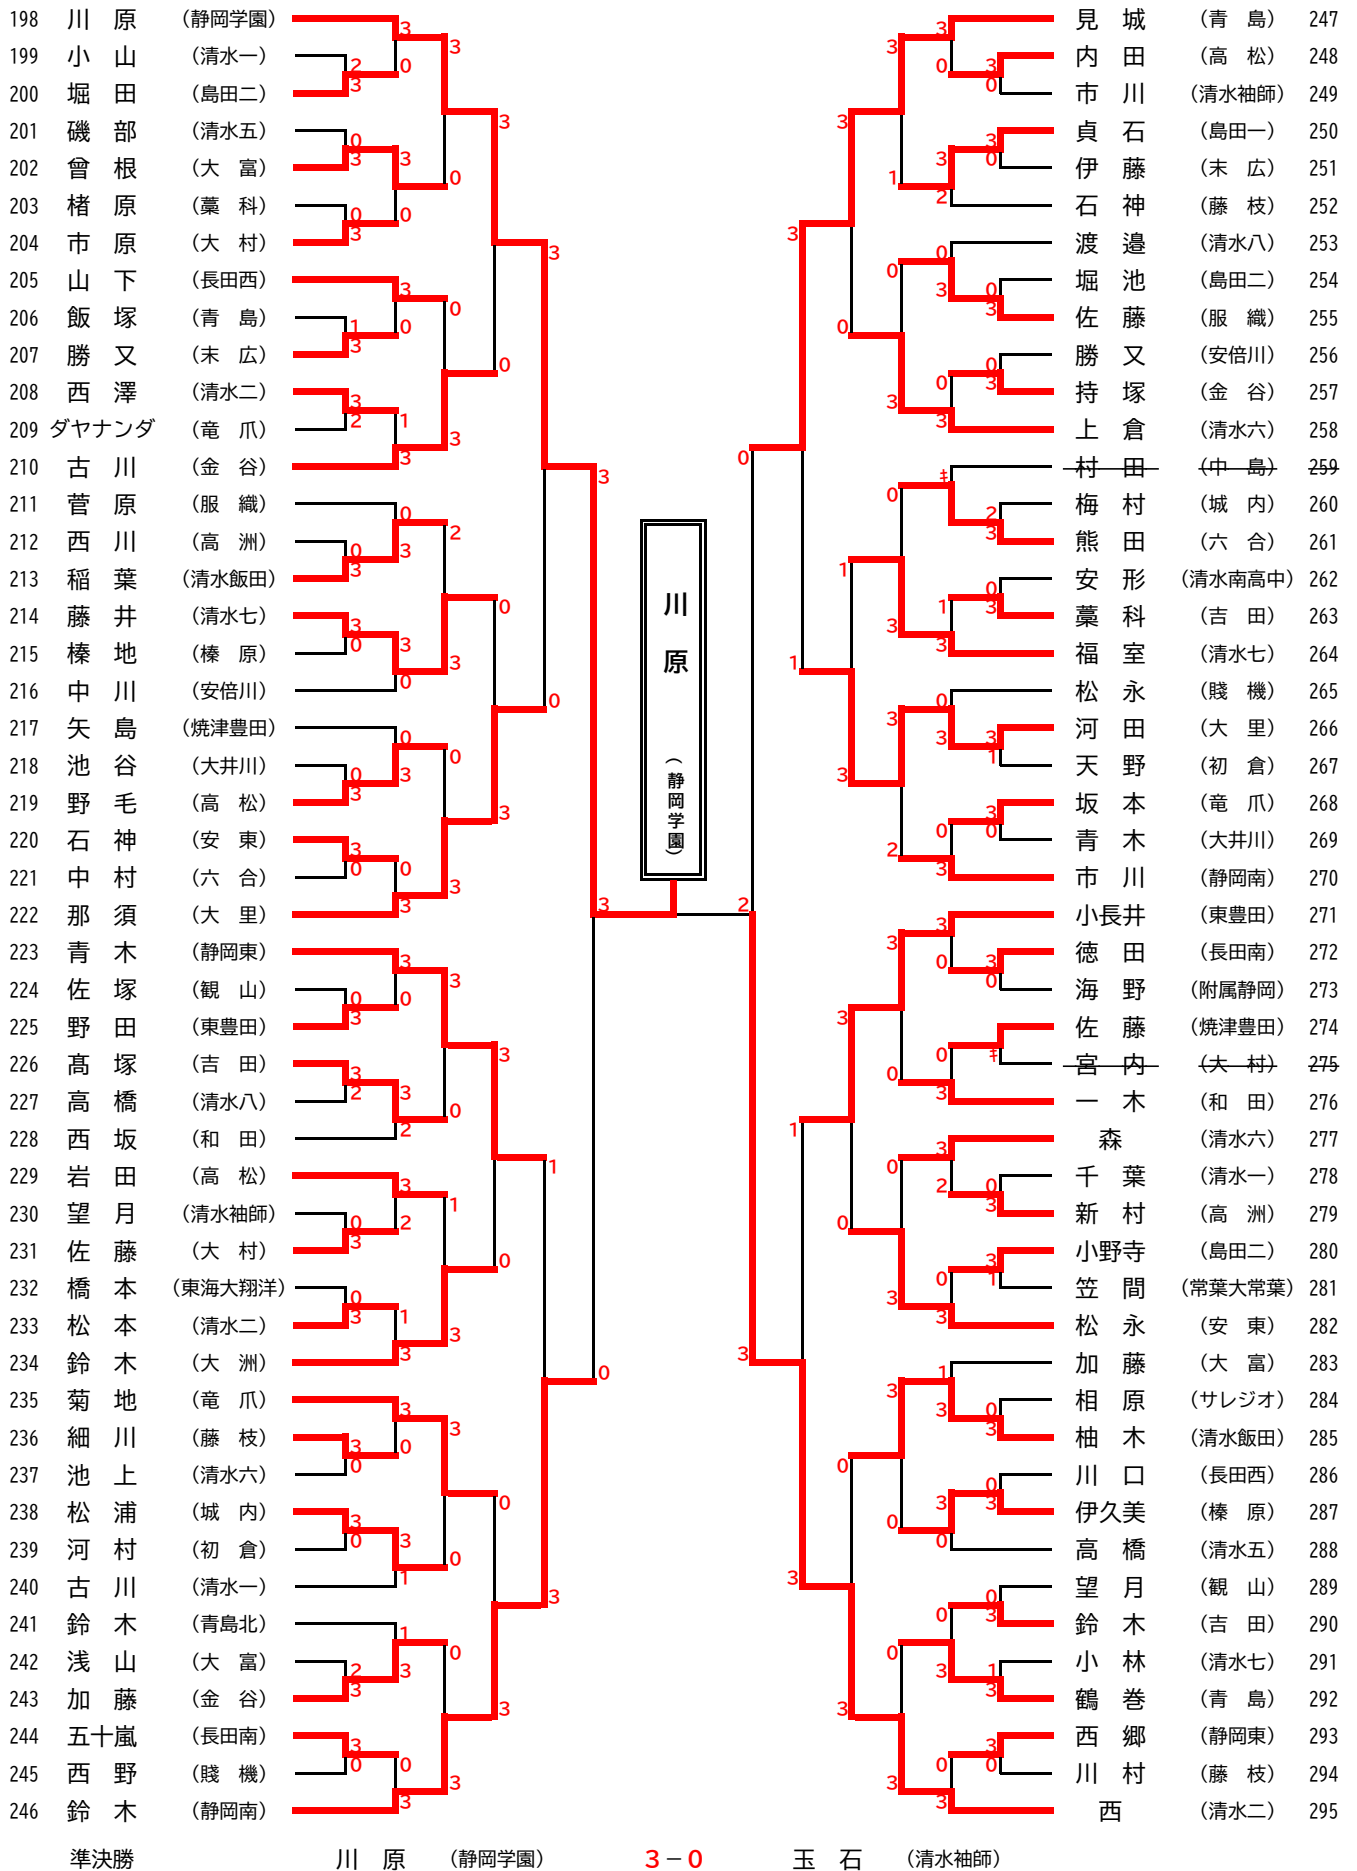 198 川原 (静岡学園)
199 小山 (清水一)
200 堀田 (島田二)
201 磯部 (清水五)
202 曾根 (大富)
203 楮原 (藁科)
204 市原 (大村)
205 山下 (長田西)
206 飯塚 (青島)
207 勝又 (末広)
208 西澤 (清水二)
209 ダヤナンダ (竜爪)
210 古川 (金谷)
211 菅原 (服織)
212 西川 (高洲)
213 稲葉 (清水飯田)
214 藤井 (清水七)
215 榛地 (榛原)
216 中川 (安倍川)
217 矢島 (焼津豊田)
218 池谷 (大井川)
219 野毛 (高松)
220 石神 (安東)
221 中村 (六合)
222 那須 (大里)
223 青木 (静岡東)
224 佐塚 (観山)
225 野田 (東豊田)
226 髙塚 (吉田)
227 高橋 (清水八)
228 西坂 (和田)
229 岩田 (高松)
230 望月 (清水袖師)
231 佐藤 (大村)
232 橋本 (東海大翔洋)
233 松本 (清水二)
234 鈴木 (大洲)
235 菊地 (竜爪)
236 細川 (藤枝)
237 池上 (清水六)
238 松浦 (城内)
239 河村 (初倉)
240 古川 (清水一)
241 鈴木 (青島北)
242 浅山 (大富)
243 加藤 (金谷)
244 五十嵐 (長田南)
245 西野 (賤機)
246 鈴木 (静岡南)
川原 (静岡学園)
見城 (青島) 247
内田 (高松) 248
市川 (清水袖師) 249
貞石 (島田一) 250
伊藤 (末広) 251
石神 (藤枝) 252
渡邉 (清水八) 253
堀池 (島田二) 254
佐藤 (服織) 255
勝又 (安倍川) 256
持塚 (金谷) 257
上倉 (清水六) 258
村田 (中島) 259
梅村 (城内) 260
熊田 (六合) 261
安形 (清水南高中) 262
藁科 (吉田) 263
福室 (清水七) 264
松永 (賤機) 265
河田 (大里) 266
天野 (初倉) 267
坂本 (竜爪) 268
青木 (大井川) 269
市川 (静岡南) 270
小長井 (東豊田) 271
徳田 (長田南) 272
海野 (附属静岡) 273
佐藤 (焼津豊田) 274
宮内 (大村) 275
一木 (和田) 276
森 (清水六) 277
千葉 (清水一) 278
新村 (高洲) 279
小野寺 (島田二) 280
笠間 (常葉大常葉) 281
松永 (安東) 282
加藤 (大富) 283
相原 (サレジオ) 284
柚木 (清水飯田) 285
川口 (長田西) 286
伊久美 (榛原) 287
高橋 (清水五) 288
望月 (観山) 289
鈴木 (吉田) 290
小林 (清水七) 291
鶴巻 (青島) 292
西郷 (静岡東) 293
川村 (藤枝) 294
西 (清水二) 295
準決勝 川原 (静岡学園) 3－0 玉石 (清水袖師)